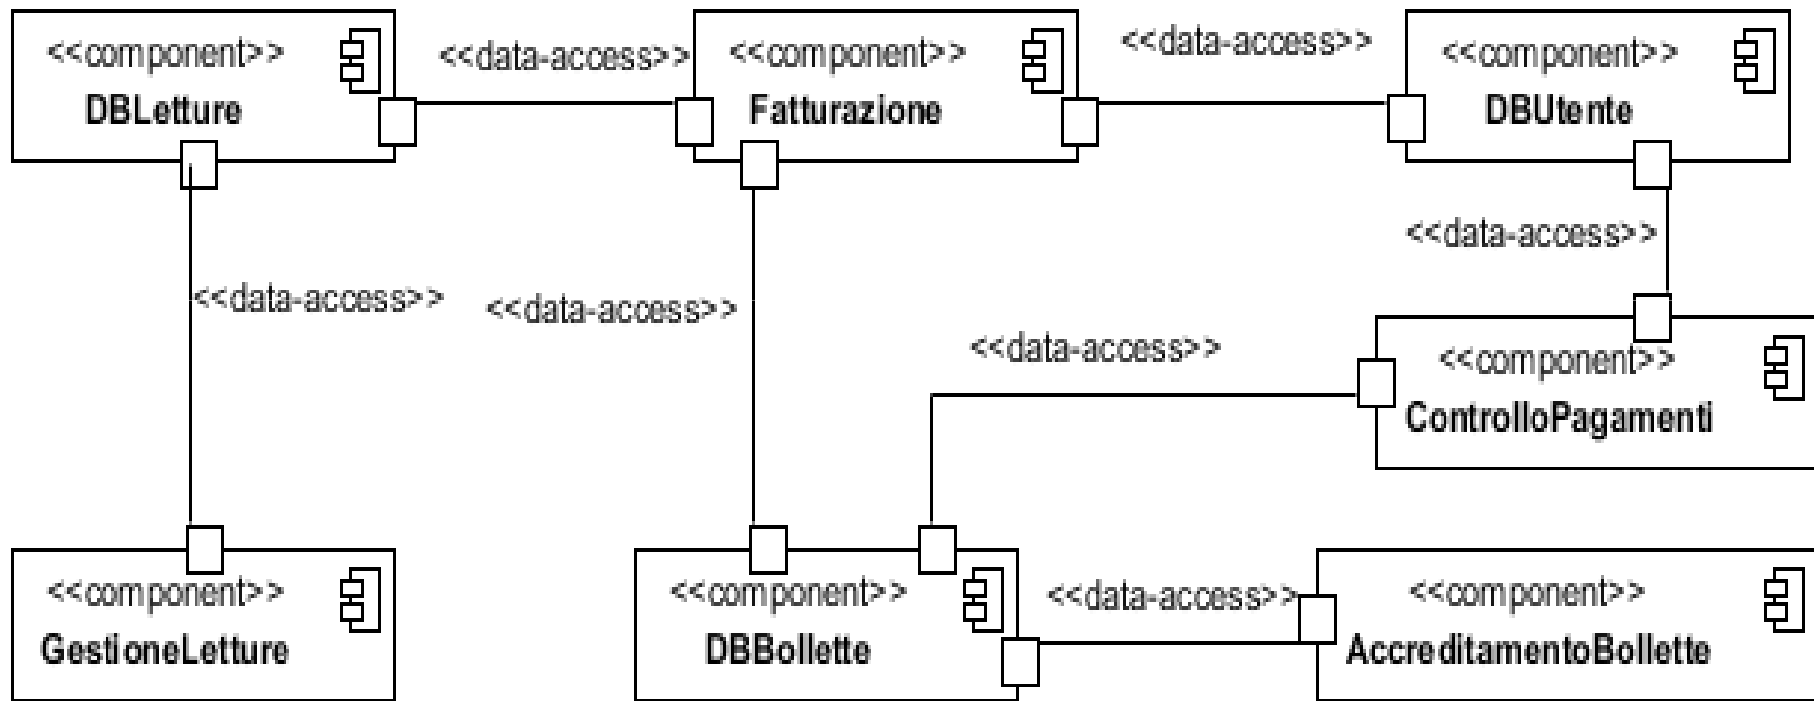 <<component>>
DBLetture
<<data-access>>
<<component>>
Fatturazione
<<data-access>>
<<component>>
DBUtente
<<data-access>>
<<data-access>>
<<data-access>>
<<data-access>>
<<component>>
ControlloPagamenti
<<component>>
GestioneLetture
<<component>>
DBBollette
<<data-access>>
<<component>>
AccreditamentoBollette